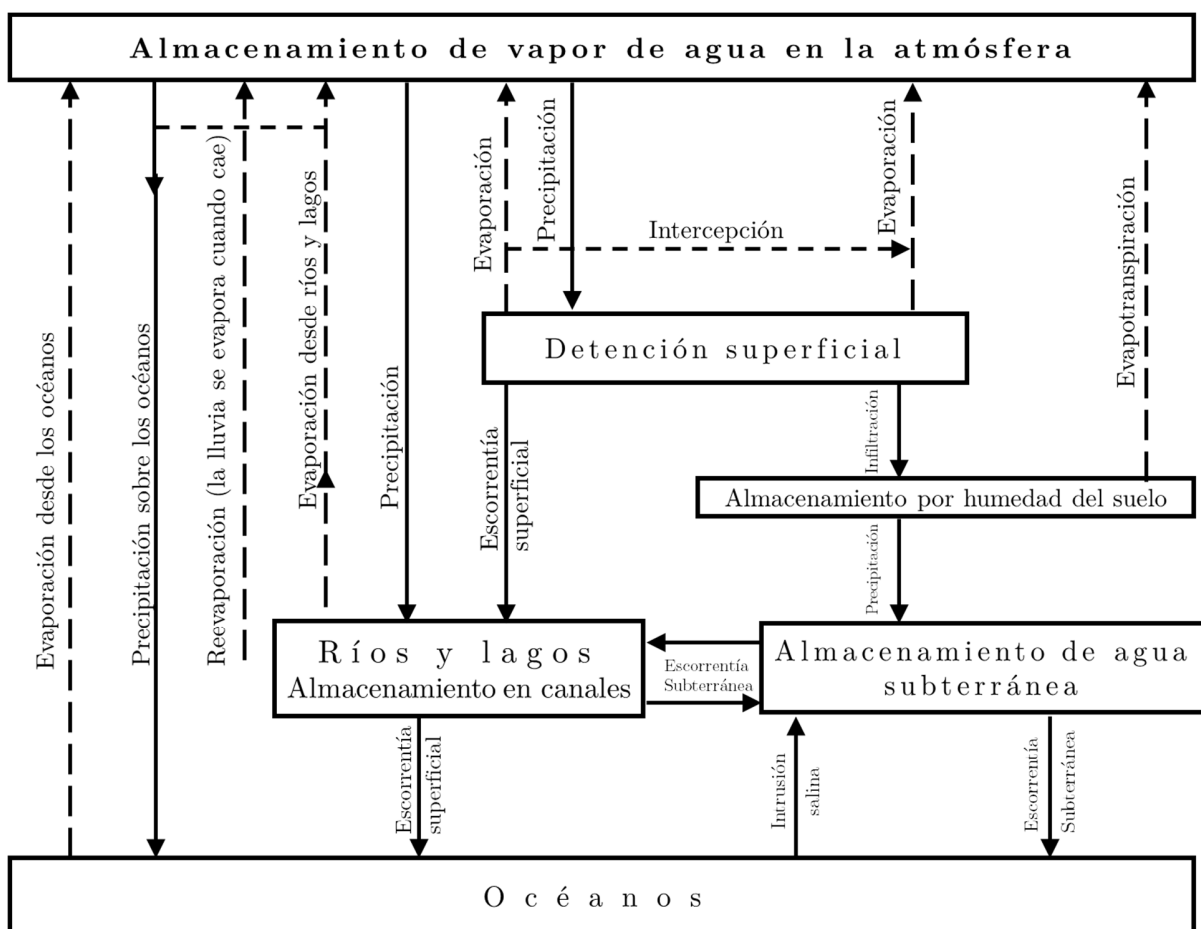 Almacenamiento de vapor de agua en la atmósfera
Evaporación desde los océanos
Precipitación sobre los océanos
Reevaporación (la lluvia se evapora cuando cae)
Evaporación desde ríos y lagos
Precipitación
Evaporación
Precipitación
Intercepción
Evaporación
Evapotranspiración
Detención superficial
Escorrentía
superficial
Infiltración
Almacenamiento por humedad del suelo
Precipitación
Ríos y lagos
Almacenamiento en canales
Escorrentía
Subterránea
Almacenamiento de agua
subterránea
Escorrentía
superficial
Intrusión
salina
Escorrentía
Subterránea
Océanos